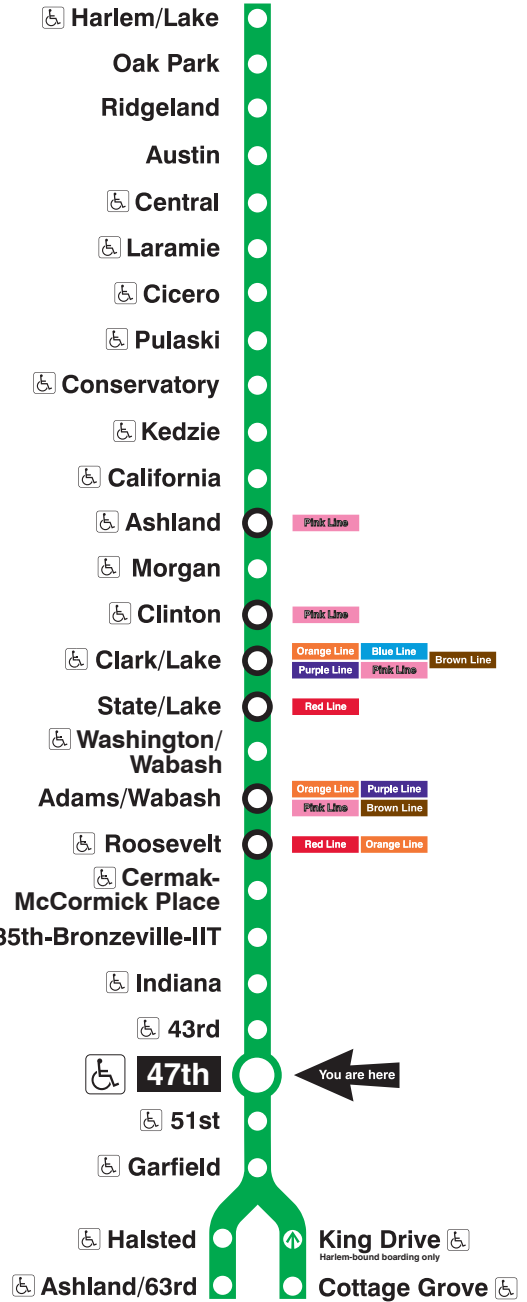 Harlem/Lake
Oak Park
Ridgeland
Austin
Central
Laramie
Cicero
Pulaski
Conservatory
Kedzie
California
Ashland
Pink Line
Morgan
Clinton
Pink Line
Clark/Lake
Orange Line Blue Line
Brown Line
Purple Line Pink Line
State/Lake
Red Line
Washington/
Wabash
Adams/Wabash
Orange Line Purple Line
Pink Line Brown Line
Roosevelt
Red Line Orange Line
Cermak-
McCormick Place
35th-Bronzeville-IIT
Indiana
43rd
47th
You are here
51st
Garfield
Halsted
King Drive
Harlem-bound boarding only
Ashland/63rd
Cottage Grove